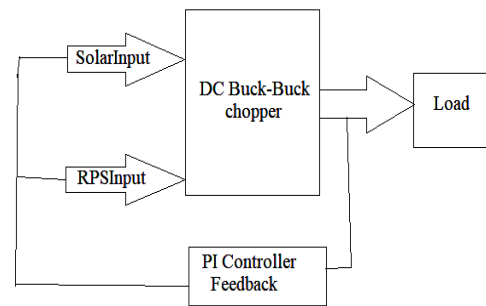 SolarInput
DC Buck-Buck
chopper
Load
RPSInput
PI Controller
Feedback